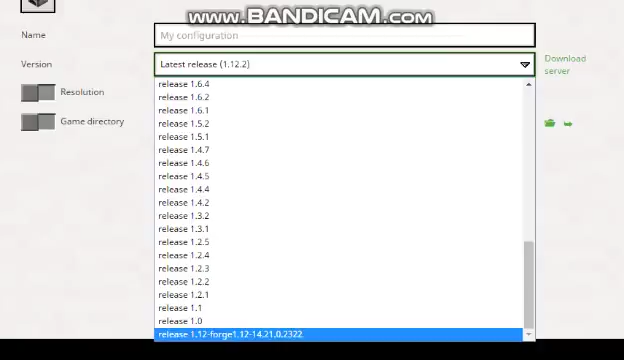 www.BANDICAM.com
Name
My configuration
Version
Latest release (1.12.2)
Download
server
Resolution
Game directory
release 1.6.4
release 1.6.2
release 1.6.1
release 1.5.2
release 1.5.1
release 1.4.7
release 1.4.6
release 1.4.5
release 1.4.4
release 1.4.2
release 1.3.2
release 1.3.1
release 1.2.5
release 1.2.4
release 1.2.3
release 1.2.2
release 1.2.1
release 1.1
release 1.0
release 1.12-forge1.12-14.21.0.2322